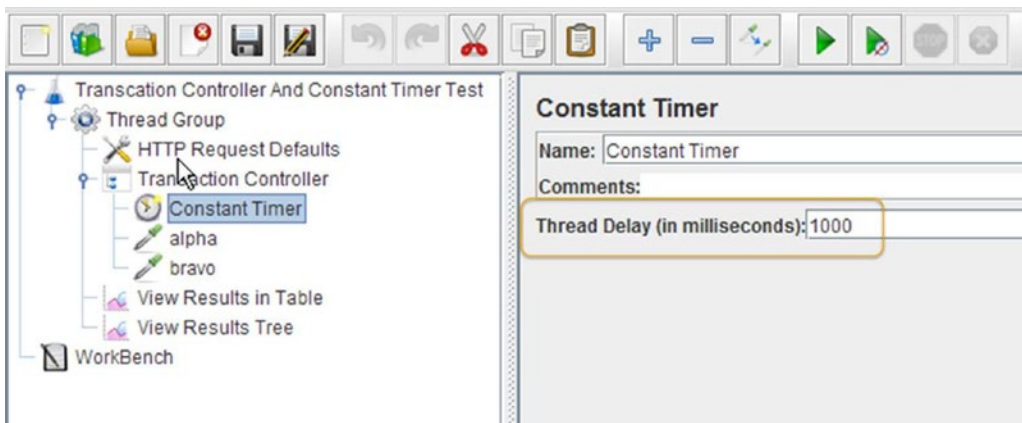 STOP
Transcation Controller And Constant Timer Test
Thread Group
HTTP Request Defaults
Transaction Controller
Constant Timer
alpha
bravo
View Results in Table
View Results Tree
WorkBench
Constant Timer
Name: Constant Timer
Comments:
Thread Delay (in milliseconds): 1000